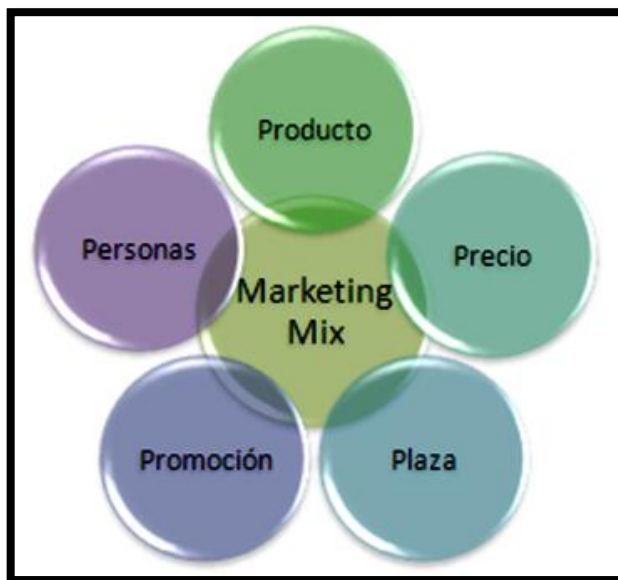 Producto
Personas
Precio
Marketing
Mix
Promoción
Plaza